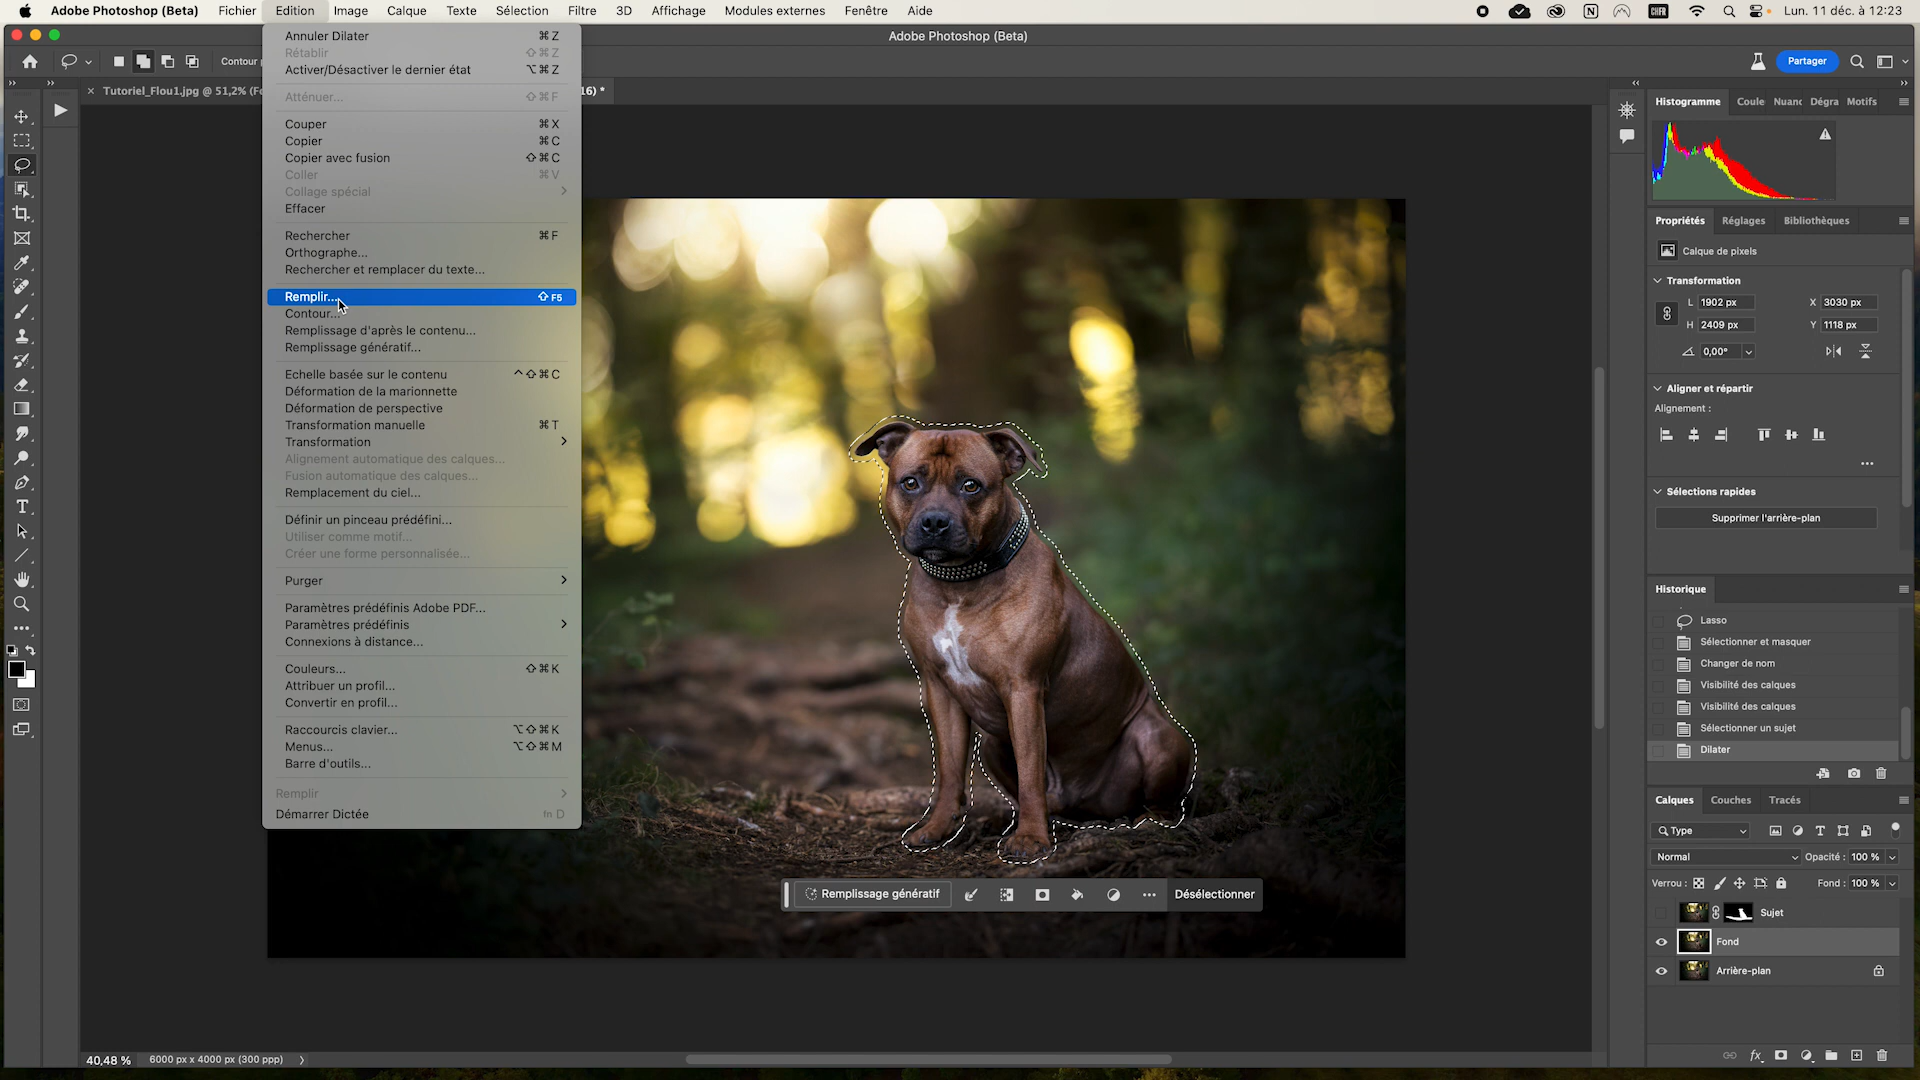 Adobe Photoshop (Beta) Fichier Edition Image Calque Texte Sélection Filtre 3D Affichage Modules externes Fenêtre Aide Lun. 11 déc. à 12:23
Adobe Photoshop (Beta)
Contour Partager
Tutoriel_Flou1.jpg @ 51,2% 16) *
Annuler Dilater ⌘ Z
Rétablir ⇧ ⌘ Z
Activer/Désactiver le dernier état ⌥ ⌘ Z
Atténuer... ⇧ ⌘ F
Couper ⌘ X
Copier ⌘ C
Copier avec fusion ⇧ ⌘ C
Coller ⌘ V
Collage spécial
Effacer
Rechercher ⌘ F
Orthographe...
Rechercher et remplacer du texte...
Remplir... ⇧ F5
Contour...
Remplissage d'après le contenu...
Remplissage génératif...
Echelle basée sur le contenu ^ ⇧ ⌘ C
Déformation de la marionnette
Déformation de perspective
Transformation manuelle ⌘ T
Transformation
Alignement automatique des calques...
Fusion automatique des calques...
Remplacement du ciel...
Définir un pinceau prédéfini...
Utiliser comme motif...
Créer une forme personnalisée...
Purger
Paramètres prédéfinis Adobe PDF...
Paramètres prédéfinis
Connexions à distance...
Couleurs... ⇧ ⌘ K
Attribuer un profil...
Convertir en profil...
Raccourcis clavier... ⌥ ⇧ ⌘ K
Menus... ⌥ ⇧ ⌘ M
Barre d'outils...
Remplir
Démarrer Dictée fn D
Remplissage génératif Désélectionner
40,48 % 6000 px x 4000 px (300 ppp)
Histogramme Coule Nuanc Dégra Motifs
Propriétés Réglages Bibliothèques
Calque de pixels
Transformation
L 1902 px X 3030 px
H 2409 px Y 1118 px
0,00°
Aligner et répartir
Alignement :
Sélections rapides
Supprimer l'arrière-plan
Historique
Lasso
Sélectionner et masquer
Changer de nom
Visibilité des calques
Visibilité des calques
Sélectionner un sujet
Dilater
Calques Couches Tracés
Type
Normal Opacité : 100 %
Verrou : Fond : 100 %
Sujet
Fond
Arrière-plan
fx